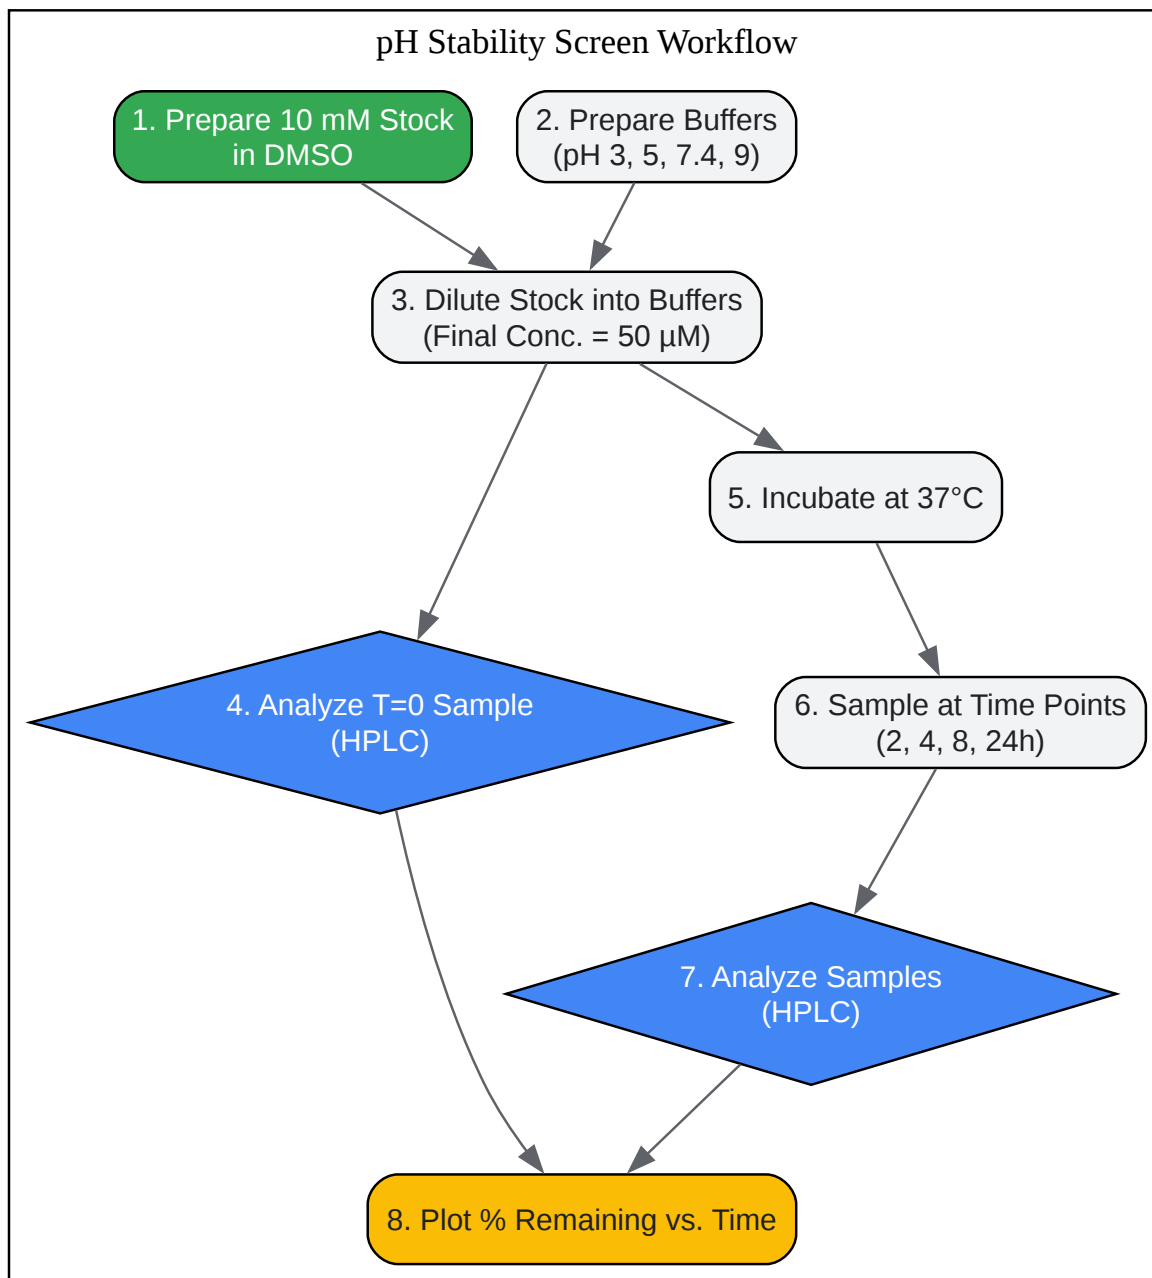 pH Stability Screen Workflow
1. Prepare 10 mM Stock
in DMSO
2. Prepare Buffers
(pH 3, 5, 7.4, 9)
3. Dilute Stock into Buffers
(Final Conc. = 50 µM)
4. Analyze T=0 Sample
(HPLC)
5. Incubate at 37°C
6. Sample at Time Points
(2, 4, 8, 24h)
7. Analyze Samples
(HPLC)
8. Plot % Remaining vs. Time